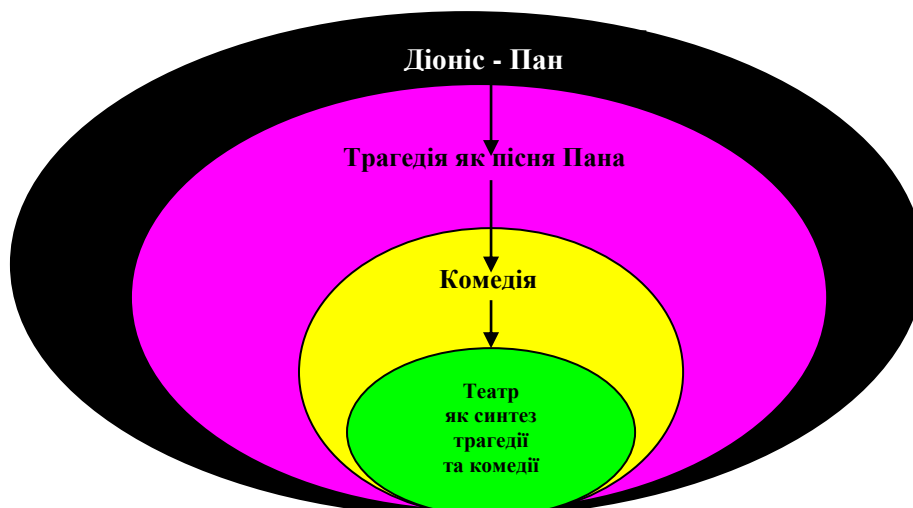 Діоніс - Пан
Трагедія як пісня Пана
Комедія
Театр
як синтез
трагедії
та комедії